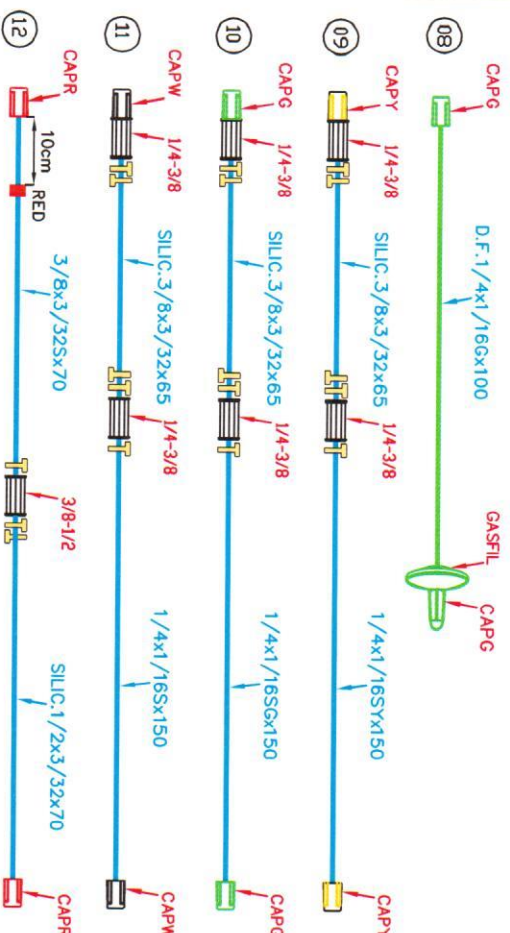 08
CAPG
D.F.1/4x1/16Gx100
GASFIL
CAPG
09
CAPY
1/4-3/8
SILIC.3/8x3/32x65
1/4-3/8
1/4x1/16SYx150
CAPY
10
CAPG
1/4-3/8
SILIC.3/8x3/32x65
1/4-3/8
1/4x1/16SGx150
CAPG
11
CAPW
1/4-3/8
SILIC.3/8x3/32x65
1/4-3/8
1/4x1/16Sx150
CAPW
12
CAPR
10cm
RED
3/8x3/32Sx70
3/8-1/2
SILIC.1/2x3/32x70
CAPR